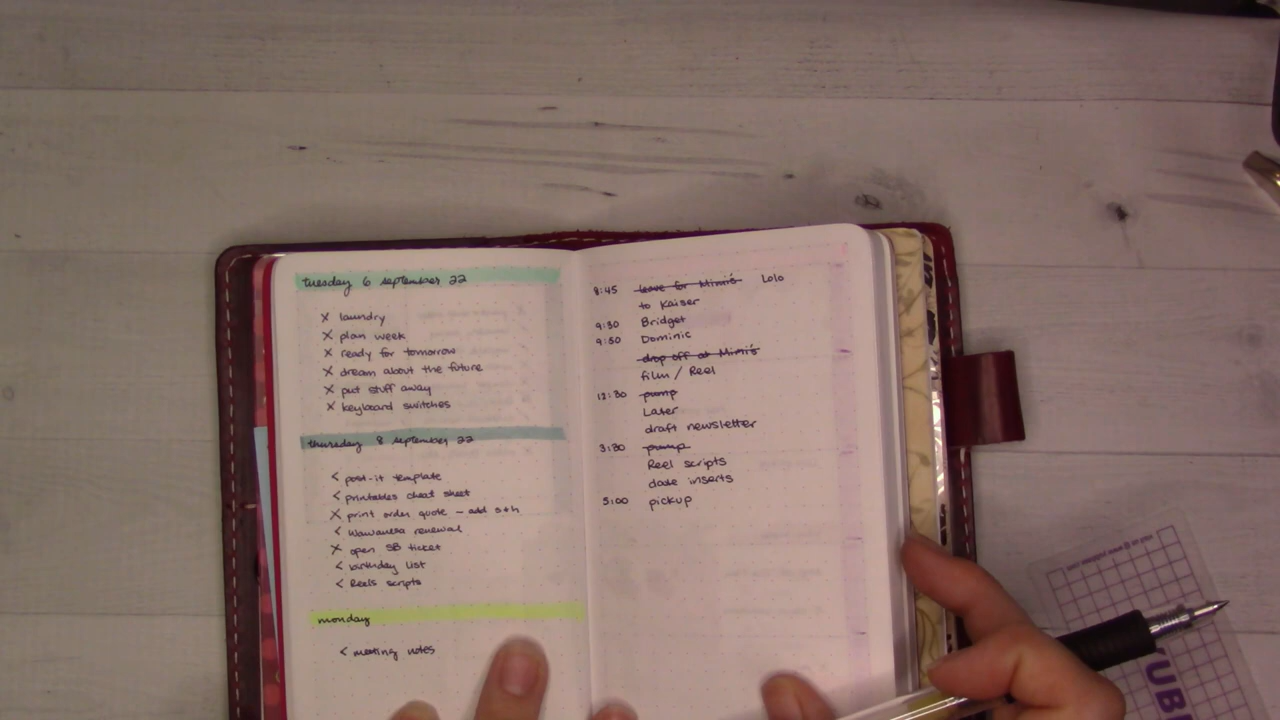 tuesday 6 september 22
x laundry
x plan week
x ready for tomorrow
x dream about the future
x put stuff away
x keyboard switches
thursday 8 september 22
< post-it template
< printables cheat sheet
x print order quote - add s+h
< Wawanesa renewal
x open SB ticket
< birthday list
< Reels scripts
monday
< meeting notes
8:45 leave for Mimi's Lolo
to Kaiser
9:30 Bridget
9:50 Dominic
drop off at Mimi's
film / Reel
12:30 pump
Later
draft newsletter
3:30 pump
Reel scripts
date inserts
5:00 pickup
UB